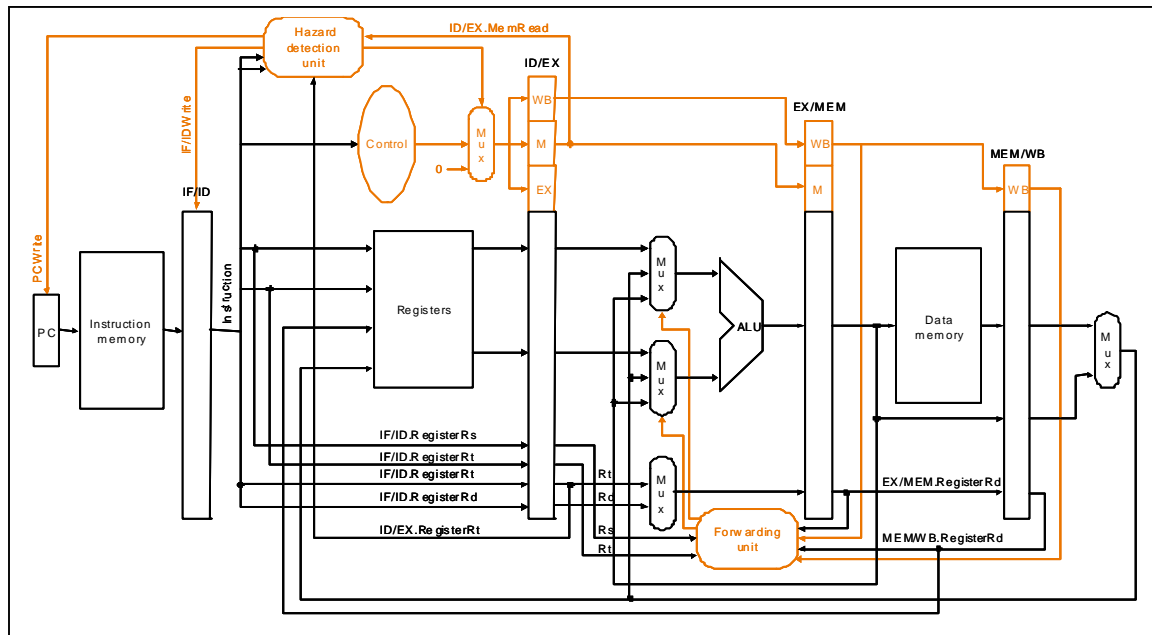 Hazard
detection
unit
ID/EX.MemRead
ID/EX
WB
EX/MEM
IF/IDWrite
Control
Mux
M
WB
MEM/WB
0
EX
M
WB
IF/ID
PCWrite
Instruction
Mux
PC
Instruction
memory
Registers
ALU
Data
memory
Mux
Mux
IF/ID.RegisterRs
IF/ID.RegisterRt
IF/ID.RegisterRt
Rt
Mux
EX/MEM.RegisterRd
IF/ID.RegisterRd
Rd
ID/EX.RegisterRt
Rs
Forwarding
unit
MEM/WB.RegisterRd
Rt